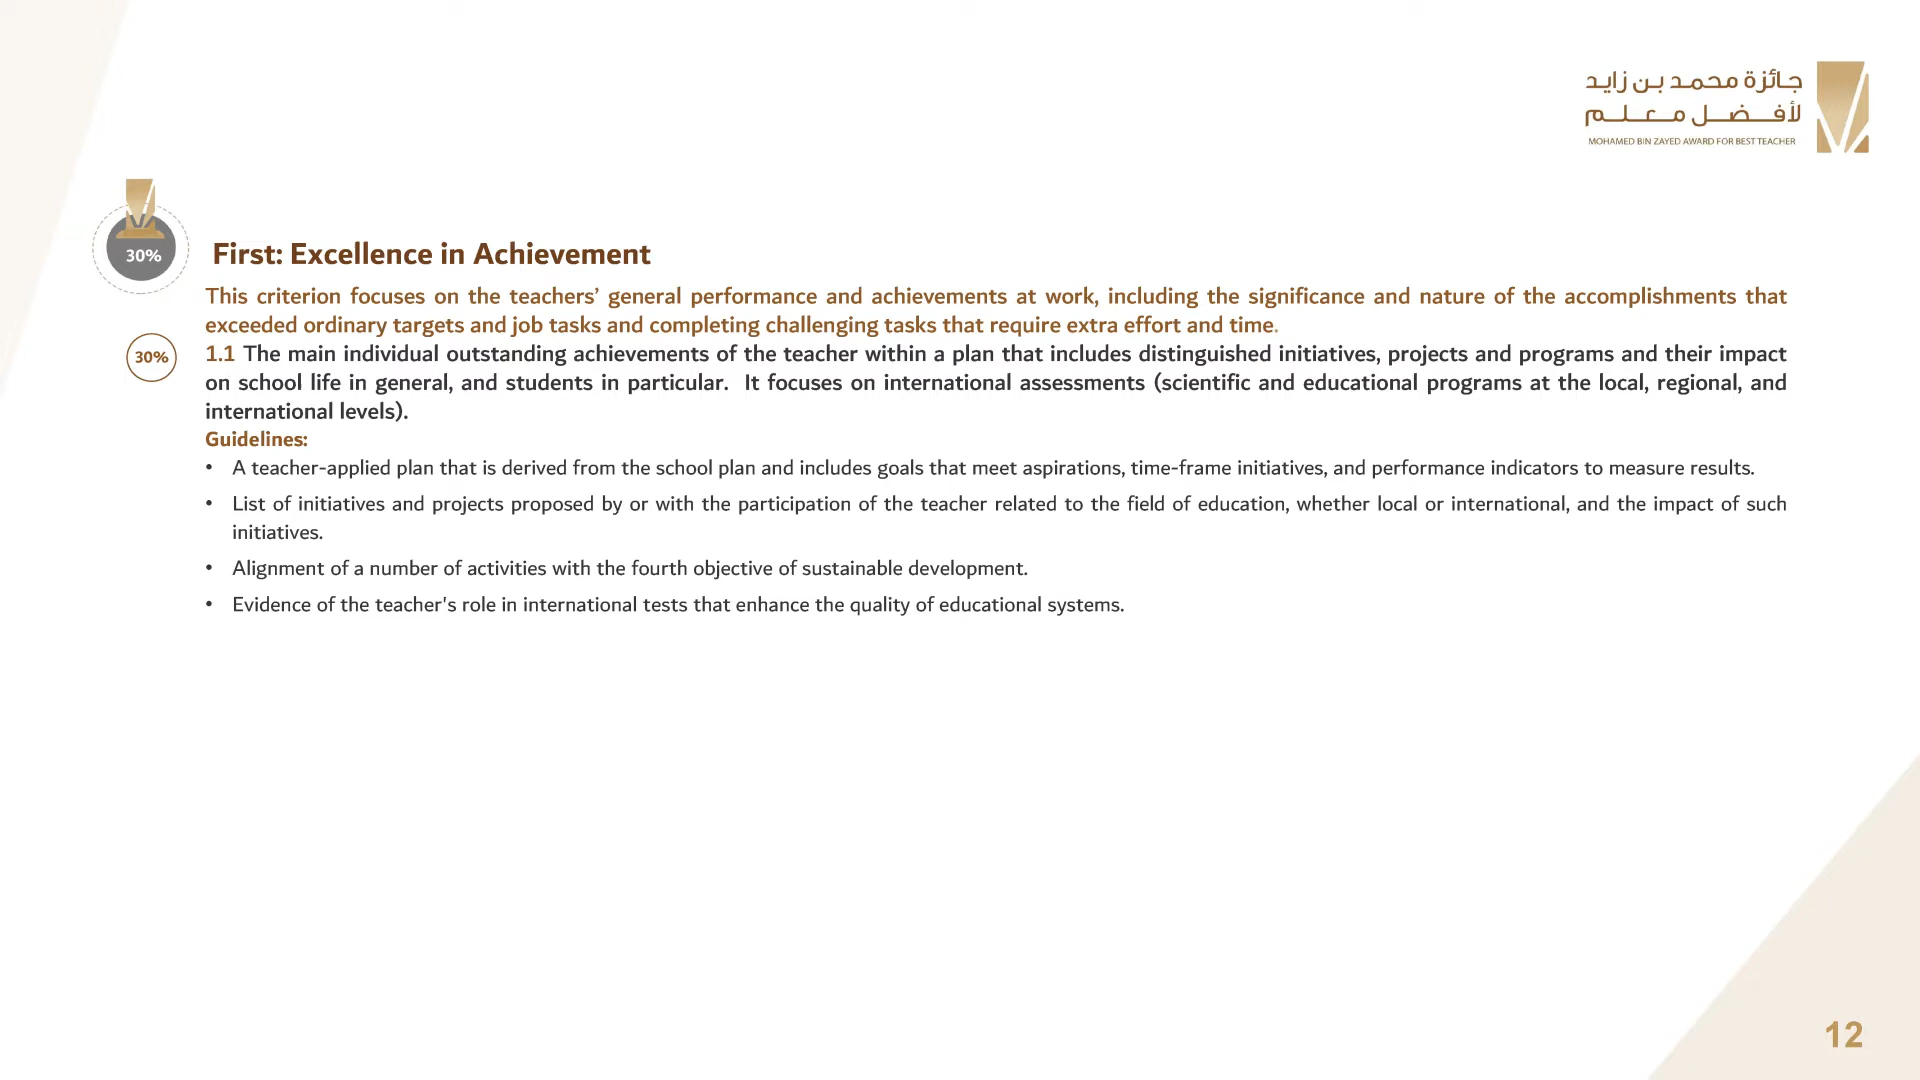 جائزة محمد بن زايد
لأفضل معلم
MOHAMED BIN ZAYED AWARD FOR BEST TEACHER
30%
First: Excellence in Achievement
This criterion focuses on the teachers’ general performance and achievements at work, including the significance and nature of the accomplishments that
exceeded ordinary targets and job tasks and completing challenging tasks that require extra effort and time.
30%
1.1 The main individual outstanding achievements of the teacher within a plan that includes distinguished initiatives, projects and programs and their impact
on school life in general, and students in particular. It focuses on international assessments (scientific and educational programs at the local, regional, and
international levels).
Guidelines:
• A teacher-applied plan that is derived from the school plan and includes goals that meet aspirations, time-frame initiatives, and performance indicators to measure results.
• List of initiatives and projects proposed by or with the participation of the teacher related to the field of education, whether local or international, and the impact of such
initiatives.
• Alignment of a number of activities with the fourth objective of sustainable development.
• Evidence of the teacher's role in international tests that enhance the quality of educational systems.
12